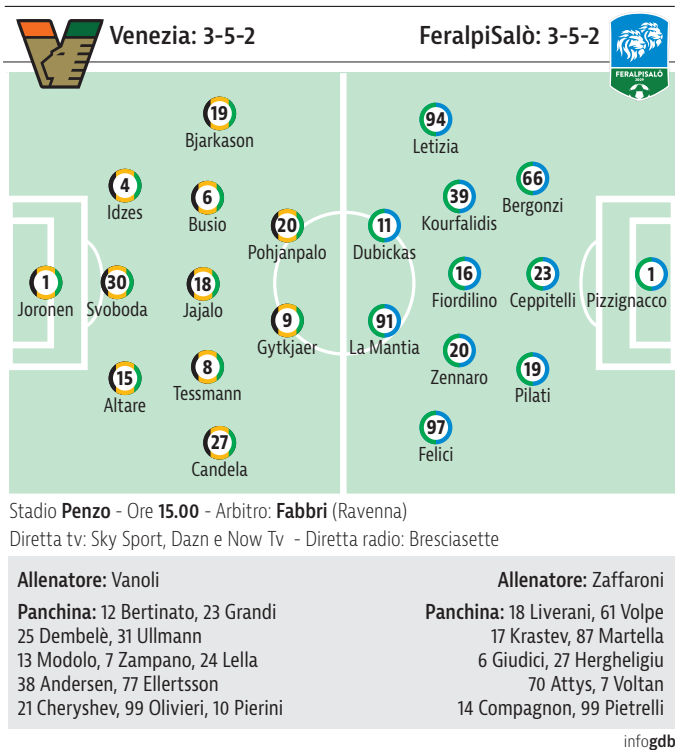 Venezia: 3-5-2
FeralpiSalò: 3-5-2
FERALPISALÒ
2009
19
Bjarkason
4
Idzes
6
Busio
20
Pohjanpalo
1
Joronen
30
Svoboda
18
Jajalo
9
Gytkjaer
15
Altare
8
Tessmann
27
Candela
94
Letizia
66
Bergonzi
39
Kourfalidis
11
Dubickas
16
Fiordilino
23
Ceppitelli
1
Pizzignacco
91
La Mantia
20
Zennaro
19
Pilati
97
Felici
Stadio Penzo - Ore 15.00 - Arbitro: Fabbri (Ravenna)
Diretta tv: Sky Sport, Dazn e Now Tv - Diretta radio: Bresciasette
Allenatore: Vanoli
Panchina: 12 Bertinato, 23 Grandi
25 Dembelè, 31 Ullmann
13 Modolo, 7 Zampano, 24 Lella
38 Andersen, 77 Ellertsson
21 Cheryshev, 99 Olivieri, 10 Pierini
Allenatore: Zaffaroni
Panchina: 18 Liverani, 61 Volpe
17 Krastev, 87 Martella
6 Giudici, 27 Hergheligiu
70 Attys, 7 Voltan
14 Compagnon, 99 Pietrelli
infogdb